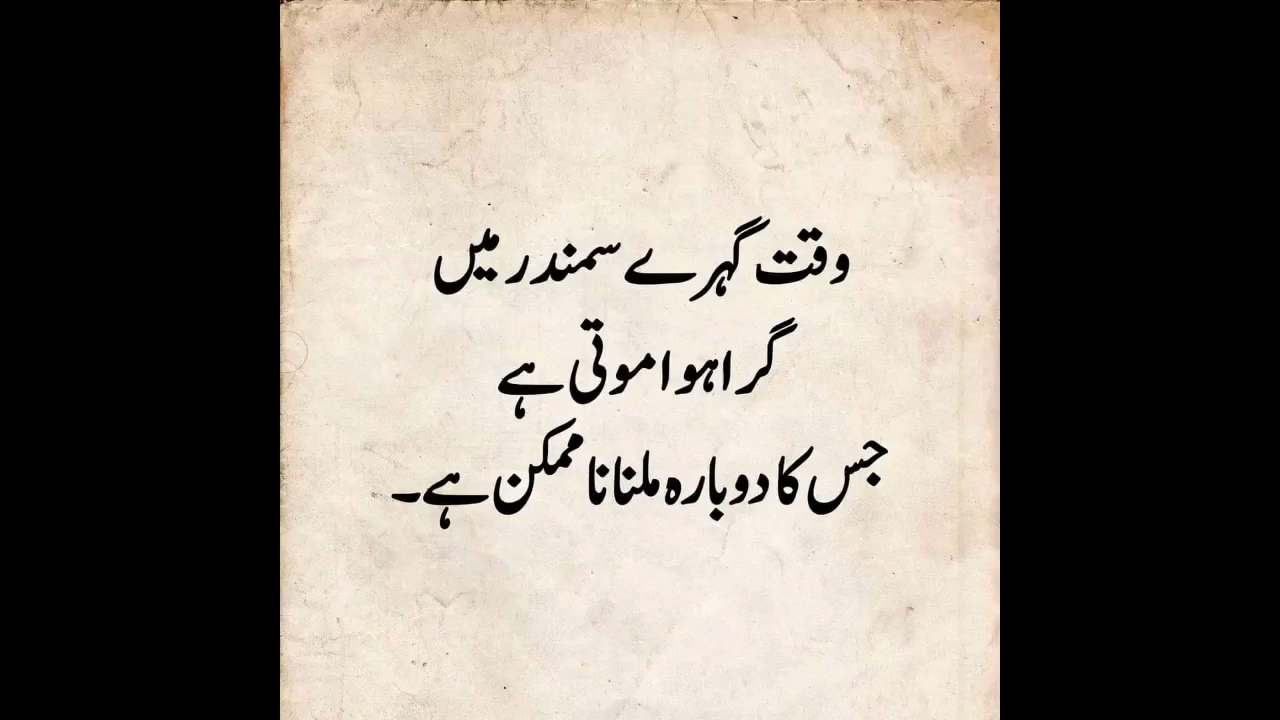 وقت گہرے سمندر میں
گرا ہوا موتی ہے
جس کا دوبارہ ملنا ناممکن ہے۔